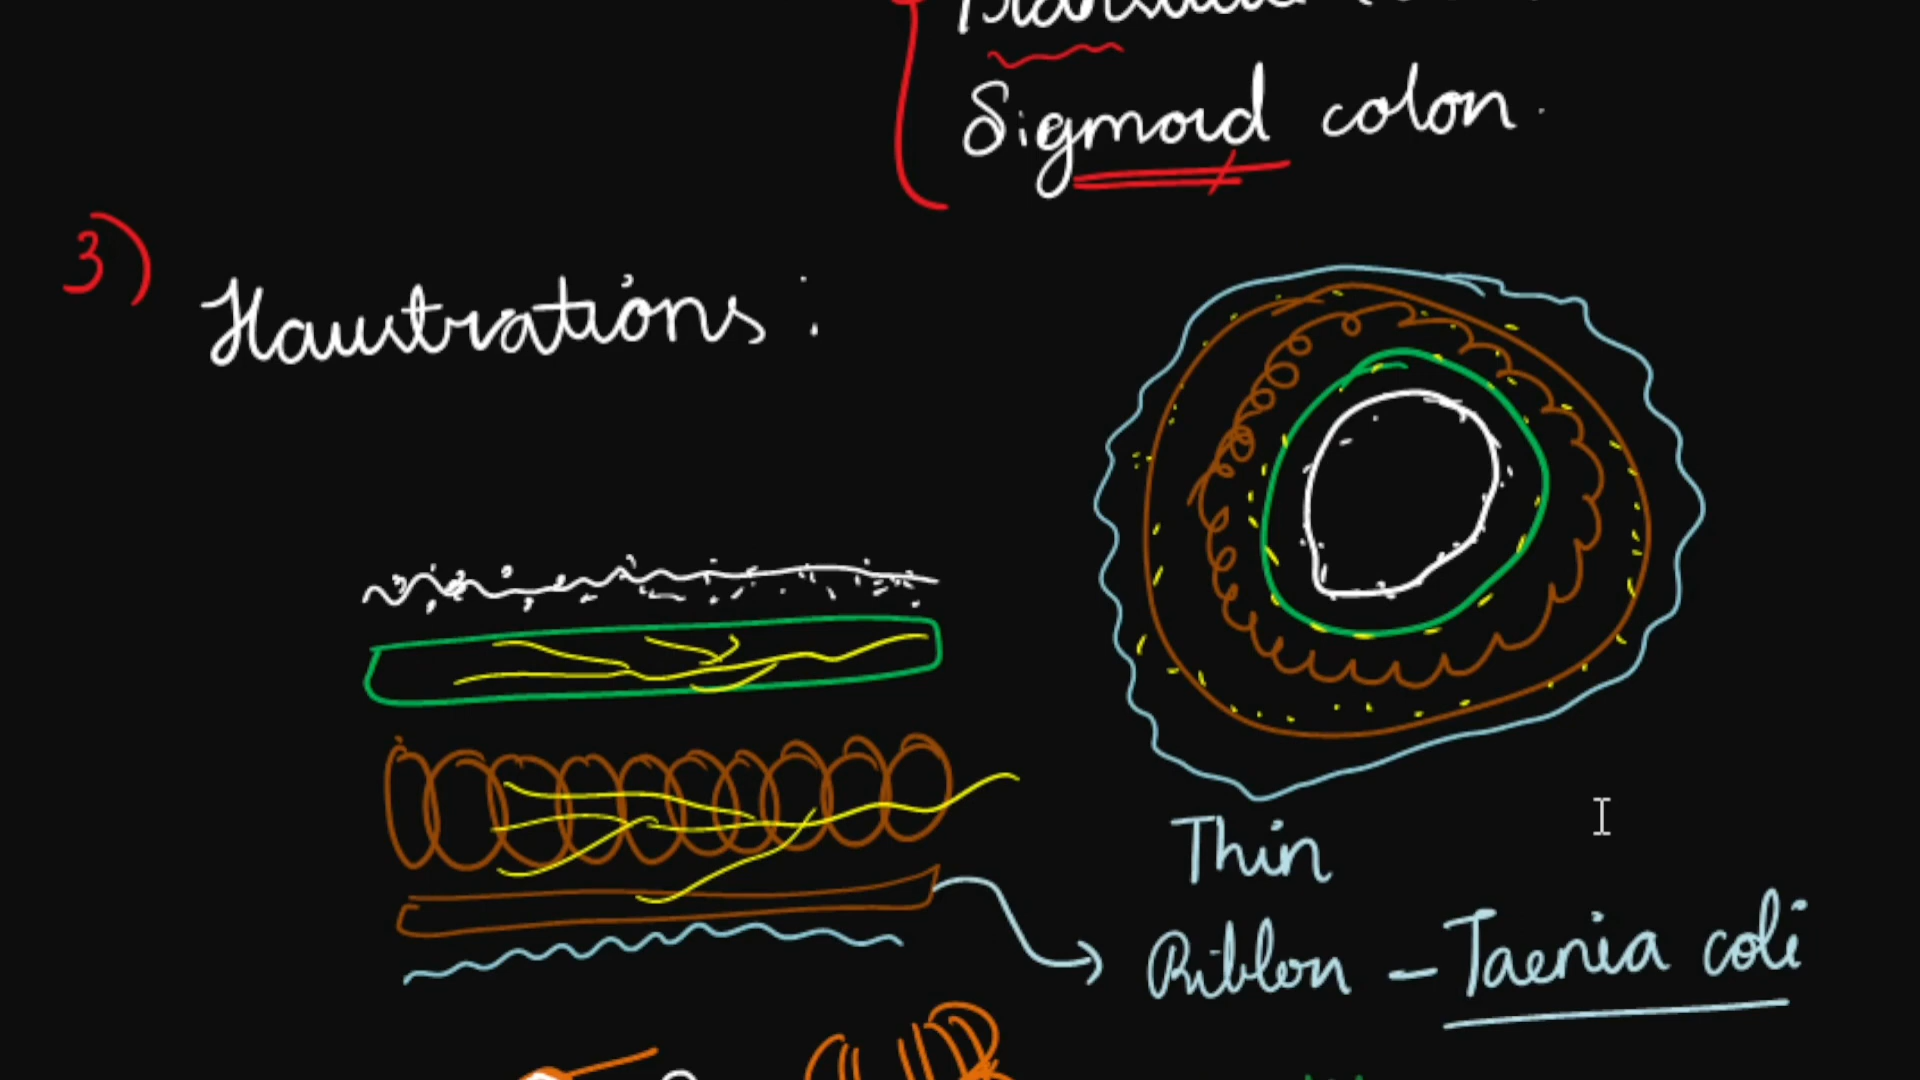 Sigmoid colon.
3) Haustrations :
Thin
Ribbon - Taenia coli